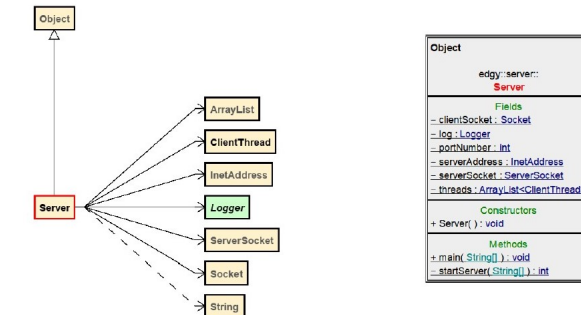 Object
ArrayList
ClientThread
InetAddress
Server
Logger
ServerSocket
Socket
String
Object
edgy::server::
Server
Fields
- clientSocket : Socket
- log : Logger
- portNumber : int
- serverAddress : InetAddress
- serverSocket : ServerSocket
- threads : ArrayList<ClientThread
Constructors
+ Server( ) : void
Methods
+ main( String[] ) : void
- startServer( String[] ) : int